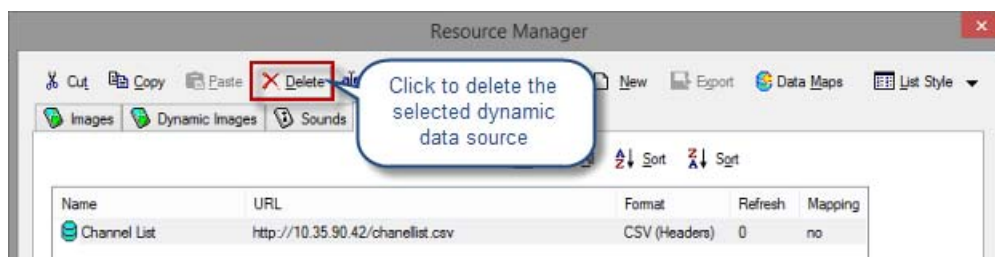 Resource Manager
Cut Copy Paste Delete New Export Data Maps List Style
Click to delete the
selected dynamic
data source
Images Dynamic Images Sounds
Sort Sort
Name URL Format Refresh Mapping
Channel List http://10.35.90.42/chanellist.csv CSV (Headers) 0 no